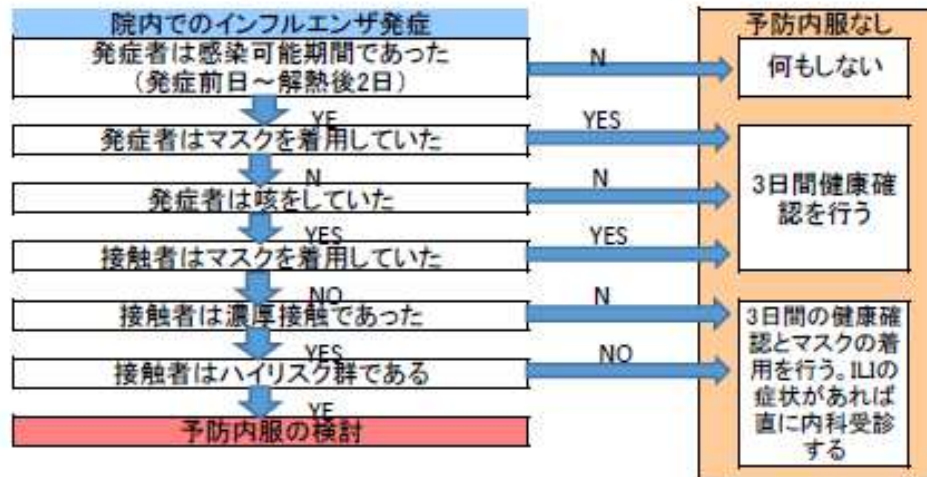 院内でのインフルエンザ発症
予防内服なし
発症者は感染可能期間であった
(発症前日～解熱後2日)
N
何もしない
YE
発症者はマスクを着用していた
YES
N
発症者は咳をしていた
N
3日間健康確
認を行う
YES
接触者はマスクを着用していた
YES
NO
接触者は濃厚接触であった
N
YES
接触者はハイリスク群である
NO
3日間の健康確
認とマスクの着
用を行う。ILIの
症状があれば
直に内科受診
する
YE
予防内服の検討